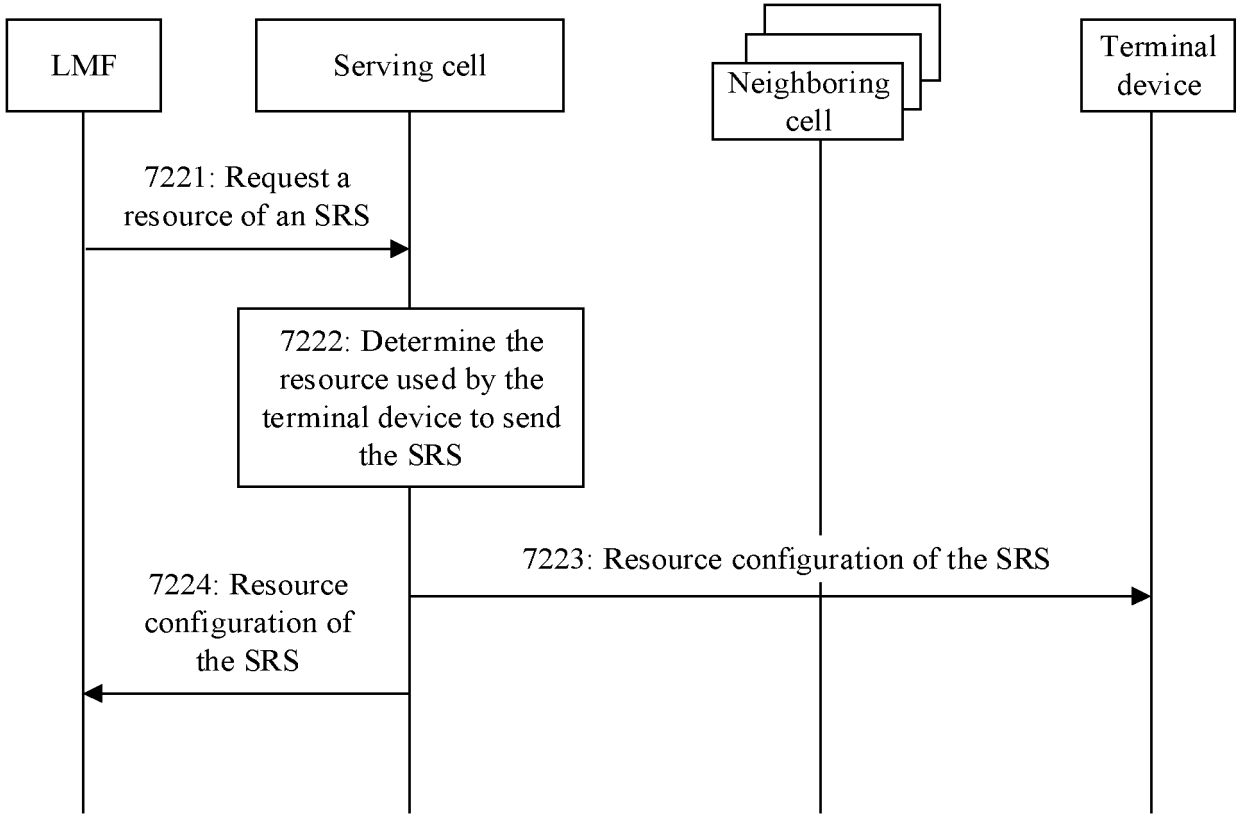 LMF
Serving cell
Neighboring
cell
Terminal
device
7221: Request a
resource of an SRS
7222: Determine the
resource used by the
terminal device to send
the SRS
7223: Resource configuration of the SRS
7224: Resource
configuration of
the SRS